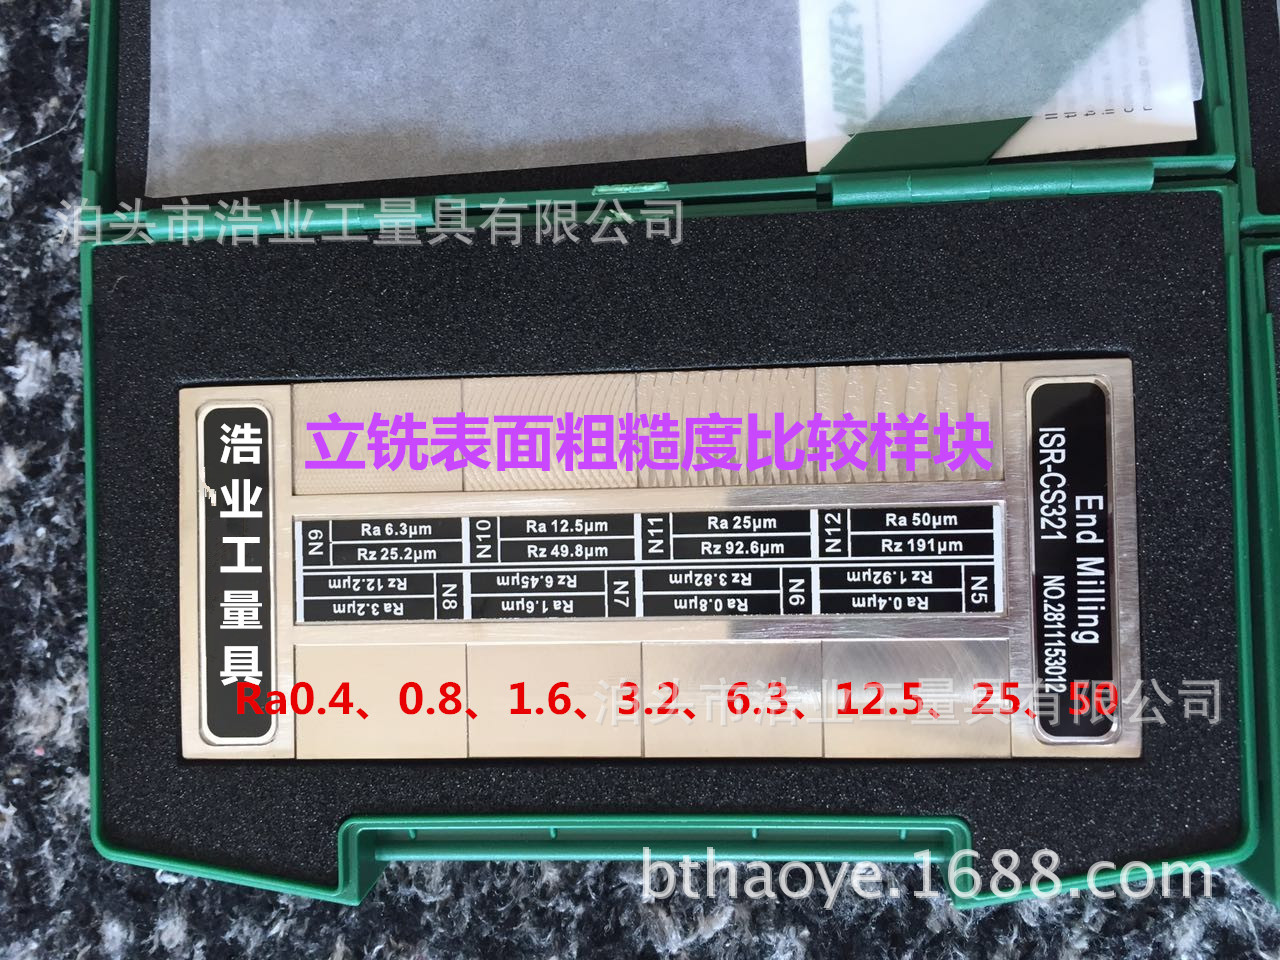 INSIZE
泊头市浩业工量具有限公司
立铣表面粗糙度比较样块
浩业工量具
N9
Ra 6.3μm
Rz 25.2μm
N10
Ra 12.5μm
Rz 49.8μm
N11
Ra 25μm
Rz 92.6μm
N12
Ra 50μm
Rz 191μm
N8
Ra 3.2μm
Rz 12.2μm
N7
Ra 1.6μm
Rz 6.45μm
N6
Ra 0.8μm
Rz 3.82μm
N5
Ra 0.4μm
Rz 1.92μm
End Milling
ISR-CS321
NO.2811153012
Ra0.4、0.8、1.6、3.2、6.3、12.5、25、50
泊头市浩业工量具有限公司
bthaoye.1688.com